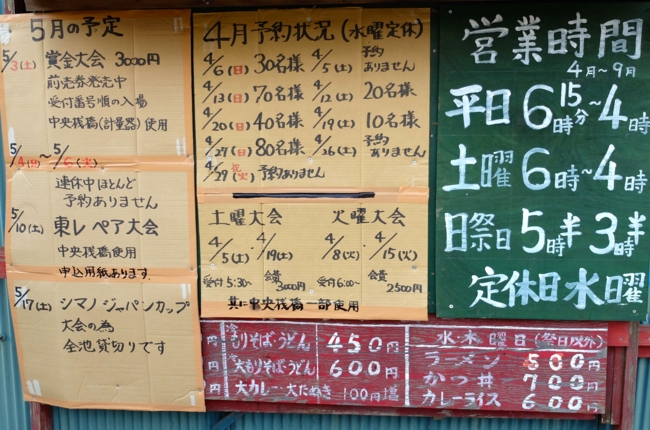 5月の予定
5/3(土) 賞金大会 3000円
前売券発売中
受付番号順の入場
中央桟橋(計量器)使用
5/4(日)~5/6(火)
連休中ほとんど
予約ありません
5/10(土) 東レペア大会
中央桟橋使用
申込用紙あります.
5/17(土) シマノジャパンカップ
大会の為
全池貸切りです
4月予約状況(水曜定休)
4/6(日) 30名様 4/5(土) 予約ありません
4/13(日) 70名様 4/12(土) 20名様
4/20(日) 40名様 4/19(土) 10名様
4/27(日) 80名様 4/26(土) 予約ありません
4/29(火) 予約ありません
土曜大会 火曜大会
4/5(土)・4/19(土) 4/8(火)・4/15(火)
受付5:30~ 会費3000円 受付6:00~ 会費2500円
共に中央桟橋一部使用
営業時間
4月~9月
平日6時15分~4時
土曜6時~4時
日祭日5時半3時半
定休日水曜
円 冷もりそば・うどん 450円
円 冷大もりそば・うどん 600円
円 大カレー・大たぬき 100円増
水木曜日(祭日以外)
ラーメン 500円
かつ丼 700円
カレーライス 600円